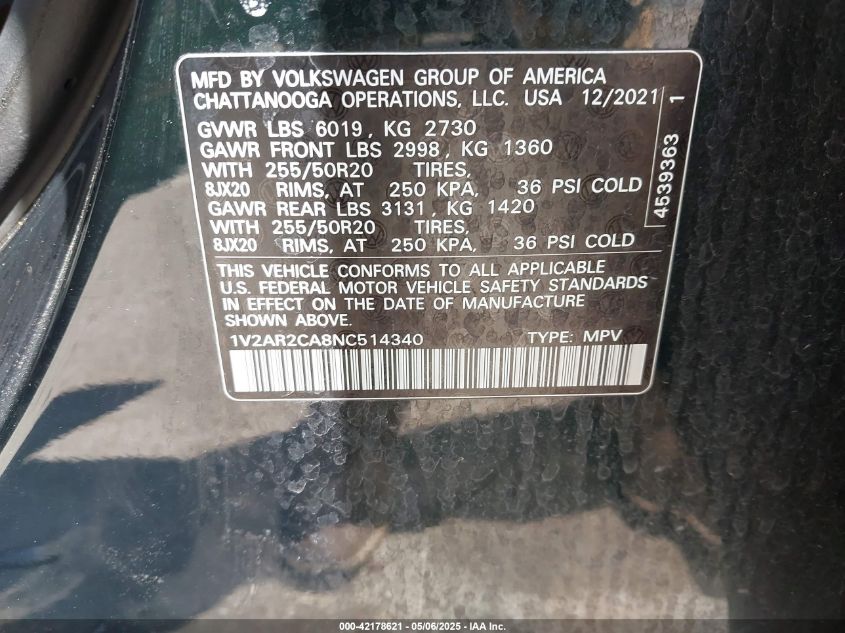 MFD BY VOLKSWAGEN GROUP OF AMERICA
CHATTANOOGA OPERATIONS, LLC. USA 12/2021
GVWR LBS 6019, KG 2730
GAWR FRONT LBS 2998, KG 1360
WITH 255/50R20 TIRES,
8JX20 RIMS, AT 250 KPA, 36 PSI COLD
GAWR REAR LBS 3131, KG 1420
WITH 255/50R20 TIRES,
8JX20 RIMS, AT 250 KPA, 36 PSI COLD
THIS VEHICLE CONFORMS TO ALL APPLICABLE
U.S. FEDERAL MOTOR VEHICLE SAFETY STANDARDS
IN EFFECT ON THE DATE OF MANUFACTURE
SHOWN ABOVE.
1V2AR2CA8NC514340 TYPE: MPV
4539363 1
000-42178621 - 05/06/2025 - IAA Inc.